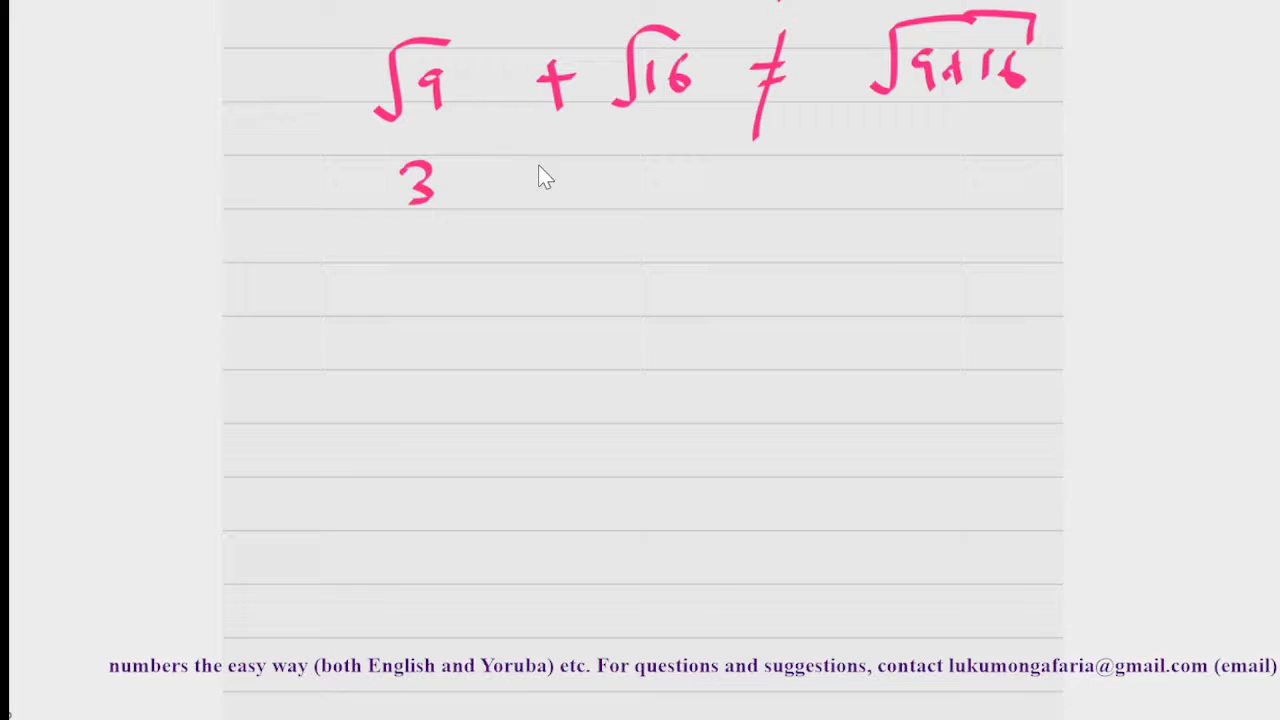 √9 + √16 ≠ √9+16
3
numbers the easy way (both English and Yoruba) etc. For questions and suggestions, contact lukumongafaria@gmail.com (email)